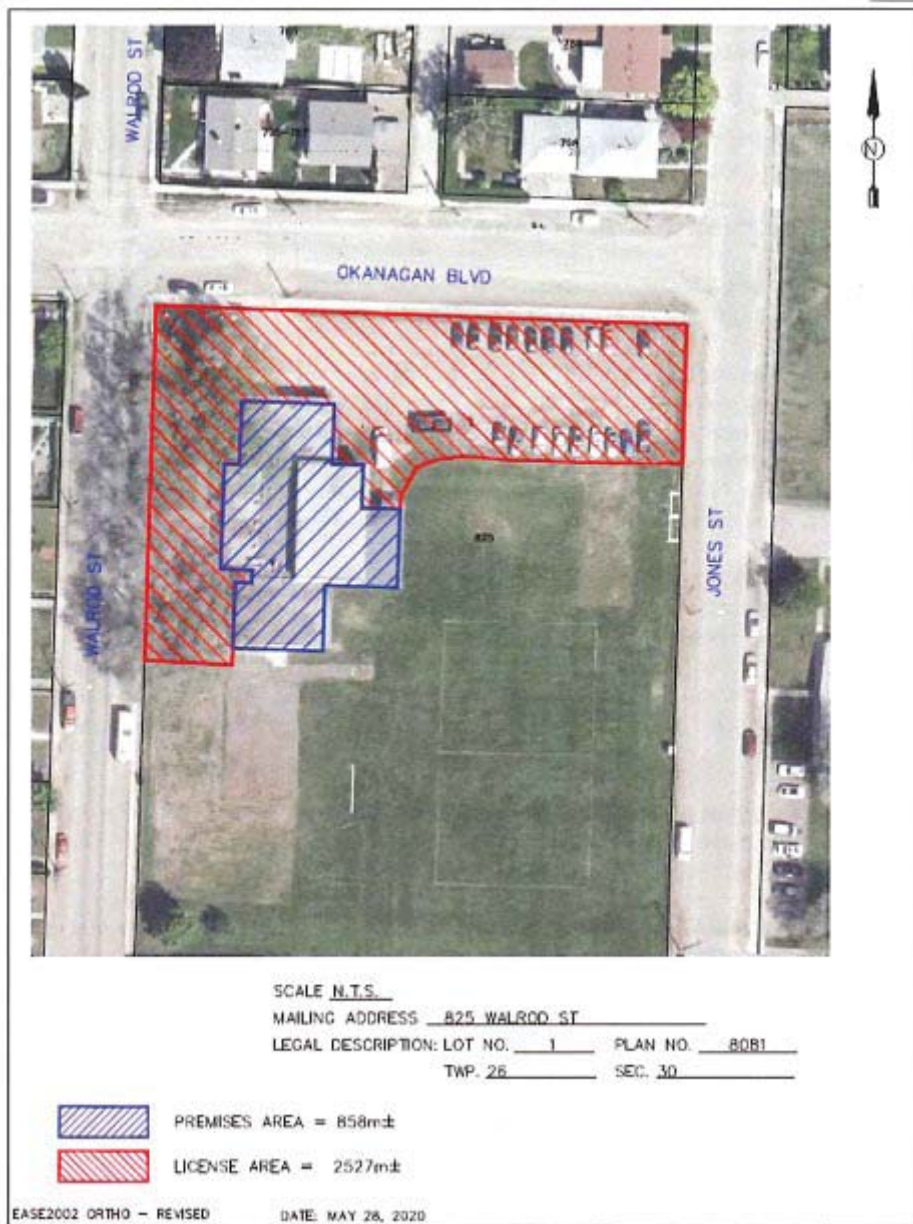 WALROD ST
N
OKANAGAN BLVD
825
JONES ST
WALROD ST
SCALE N.T.S.
MAILING ADDRESS 825 WALROD ST
LEGAL DESCRIPTION: LOT NO. 1 PLAN NO. 8081
TWP. 26 SEC. 30
PREMISES AREA = 858m±
LICENSE AREA = 2527m±
EASE2002 ORTHO - REVISED DATE: MAY 28, 2020